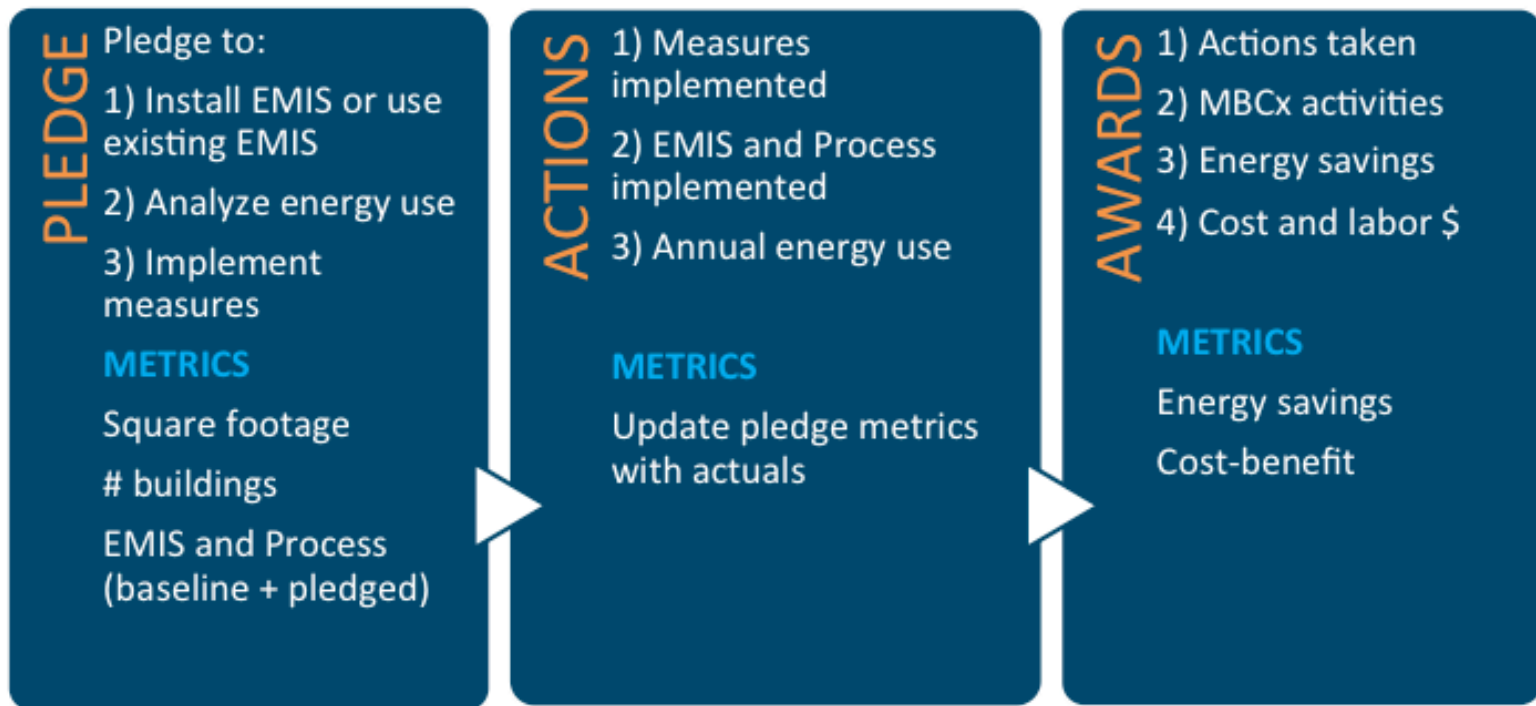 PLEDGE
Pledge to:
1) Install EMIS or use
existing EMIS
2) Analyze energy use
3) Implement
measures
METRICS
Square footage
# buildings
EMIS and Process
(baseline + pledged)
ACTIONS
1) Measures
implemented
2) EMIS and Process
implemented
3) Annual energy use
METRICS
Update pledge metrics
with actuals
AWARDS
1) Actions taken
2) MBCx activities
3) Energy savings
4) Cost and labor $
METRICS
Energy savings
Cost-benefit